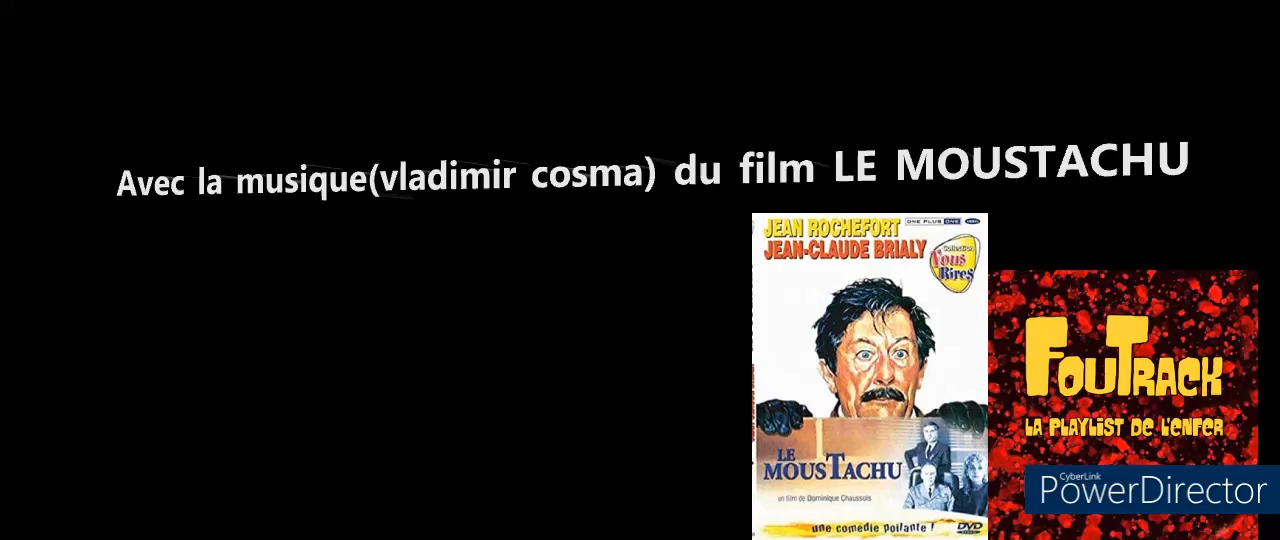 Avec la musique(vladimir cosma) du film LE MOUSTACHU
JEAN ROCHEFORT
ONE PLUS ONE
JEAN-CLAUDE BRIALY
Collection
Vous
Rires
FOUTRACK
LA PLAYLIST DE L'ENFER
LE
MOUSTACHU
CyberLink
PowerDirector
un film de Dominique Chaussois
une comédie poilante !
DVD